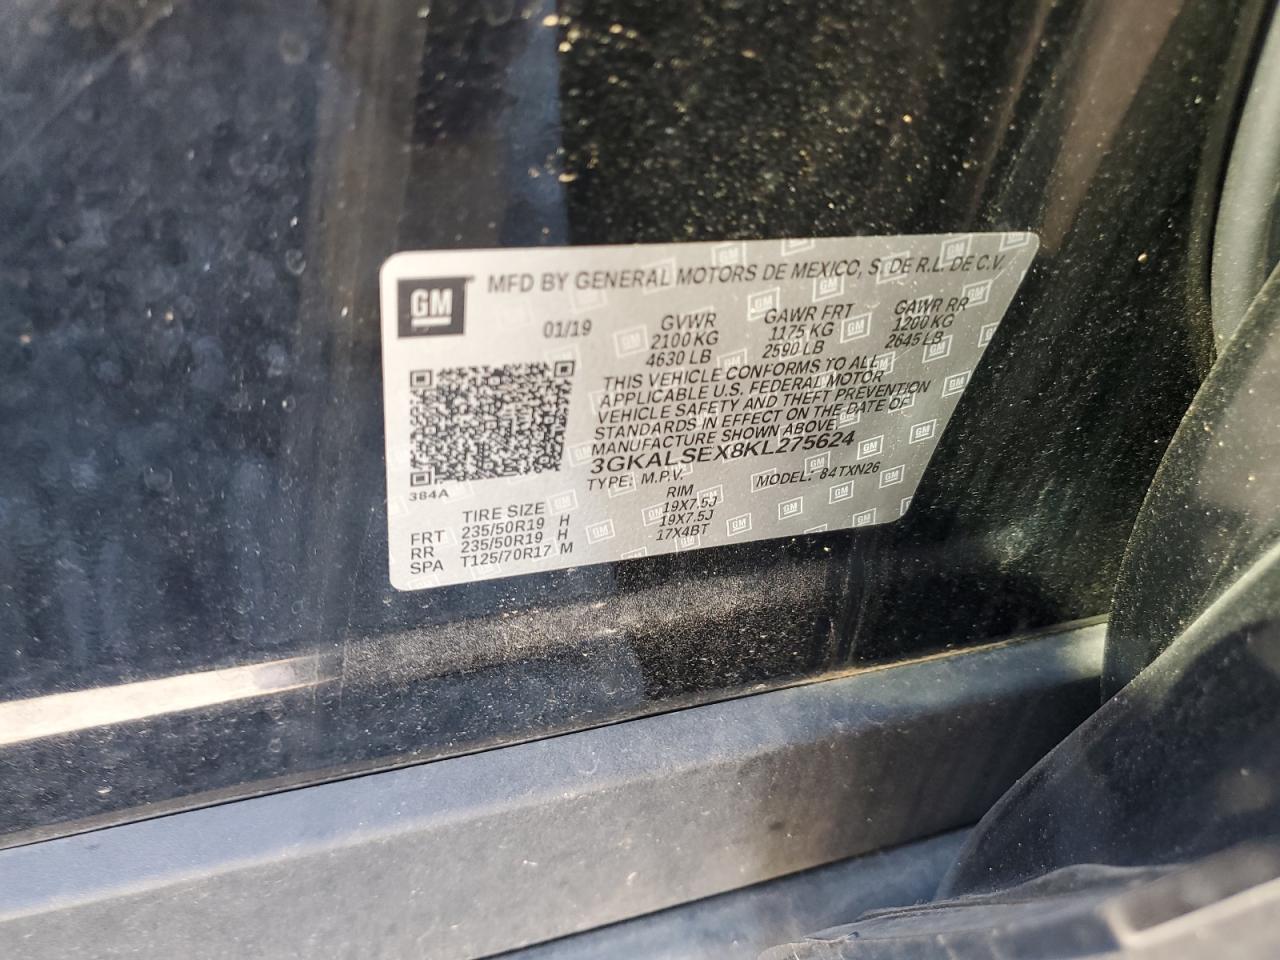 GM MFD BY GENERAL MOTORS DE MEXICO, S. DE R.L. DE C.V.
01/19 GVWR GAWR FRT GAWR RR
2100 KG 1175 KG 1200 KG
4630 LB 2590 LB 2645 LB
THIS VEHICLE CONFORMS TO ALL
APPLICABLE U.S. FEDERAL MOTOR
VEHICLE SAFETY AND THEFT PREVENTION
STANDARDS IN EFFECT ON THE DATE OF
MANUFACTURE SHOWN ABOVE.
3GKALSEX8KL275624
TYPE: M.P.V. MODEL: 84TXN26
384A
TIRE SIZE RIM
FRT 235/50R19 H 19X7.5J
RR 235/50R19 H 19X7.5J
SPA T125/70R17 M 17X4BT